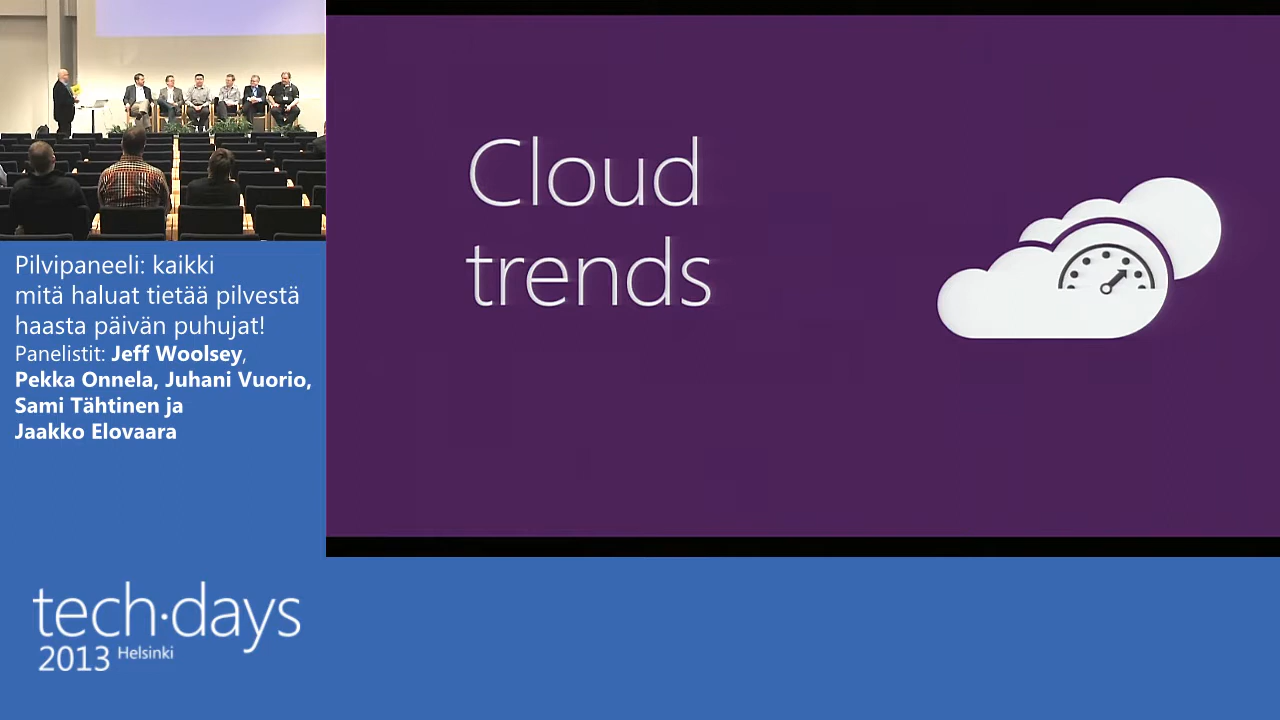 Cloud
trends
Pilvipaneeli: kaikki
mitä haluat tietää pilvestä
haasta päivän puhujat!
Panelistit: Jeff Woolsey,
Pekka Onnela, Juhani Vuorio,
Sami Tähtinen ja
Jaakko Elovaara
tech·days
2013 Helsinki